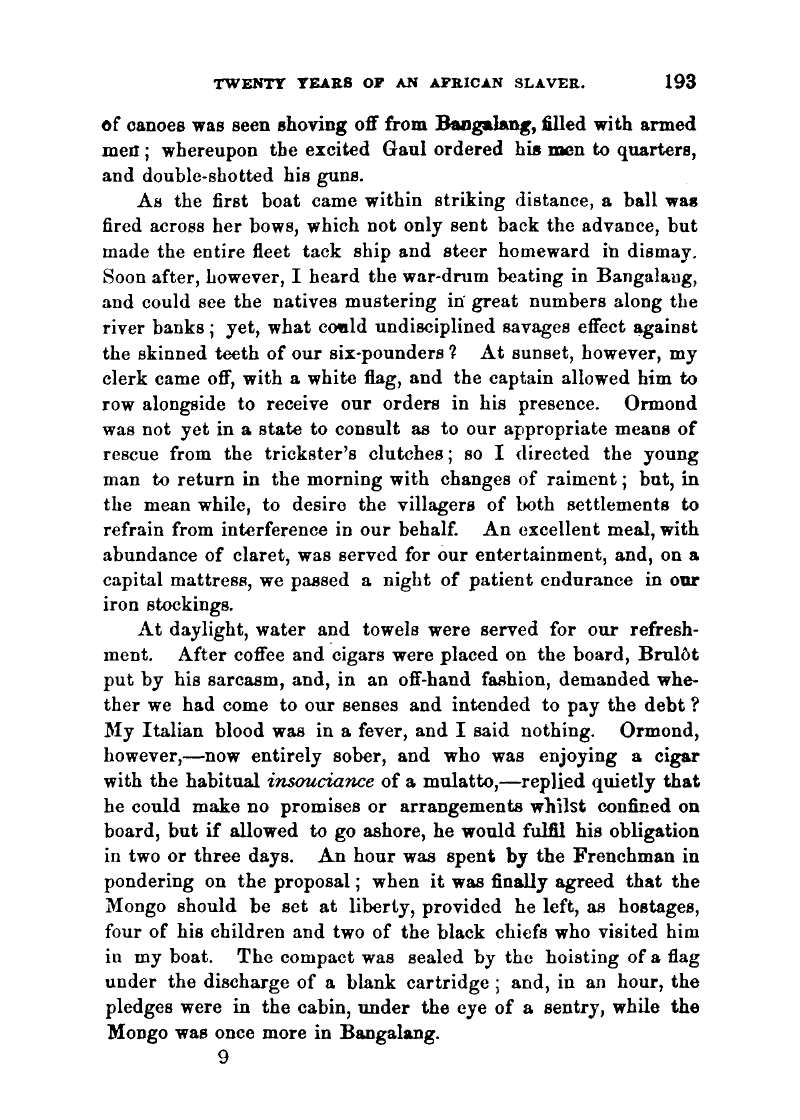 TWENTY YEARS OF AN AFRICAN SLAVER. 193
of canoes was seen shoving off from Bangalang, filled with armed
men; whereupon the excited Gaul ordered his men to quarters,
and double-shotted his guns.
As the first boat came within striking distance, a ball was
fired across her bows, which not only sent back the advance, but
made the entire fleet tack ship and steer homeward in dismay.
Soon after, however, I heard the war-drum beating in Bangalang,
and could see the natives mustering in great numbers along the
river banks; yet, what could undisciplined savages effect against
the skinned teeth of our six-pounders? At sunset, however, my
clerk came off, with a white flag, and the captain allowed him to
row alongside to receive our orders in his presence. Ormond
was not yet in a state to consult as to our appropriate means of
rescue from the trickster's clutches; so I directed the young
man to return in the morning with changes of raiment; but, in
the mean while, to desire the villagers of both settlements to
refrain from interference in our behalf. An excellent meal, with
abundance of claret, was served for our entertainment, and, on a
capital mattress, we passed a night of patient endurance in our
iron stockings.
At daylight, water and towels were served for our refresh-
ment. After coffee and cigars were placed on the board, Brulôt
put by his sarcasm, and, in an off-hand fashion, demanded whe-
ther we had come to our senses and intended to pay the debt?
My Italian blood was in a fever, and I said nothing. Ormond,
however,—now entirely sober, and who was enjoying a cigar
with the habitual insouciance of a mulatto,—replied quietly that
he could make no promises or arrangements whilst confined on
board, but if allowed to go ashore, he would fulfil his obligation
in two or three days. An hour was spent by the Frenchman in
pondering on the proposal; when it was finally agreed that the
Mongo should be set at liberty, provided he left, as hostages,
four of his children and two of the black chiefs who visited him
in my boat. The compact was sealed by the hoisting of a flag
under the discharge of a blank cartridge; and, in an hour, the
pledges were in the cabin, under the eye of a sentry, while the
Mongo was once more in Bangalang.
9